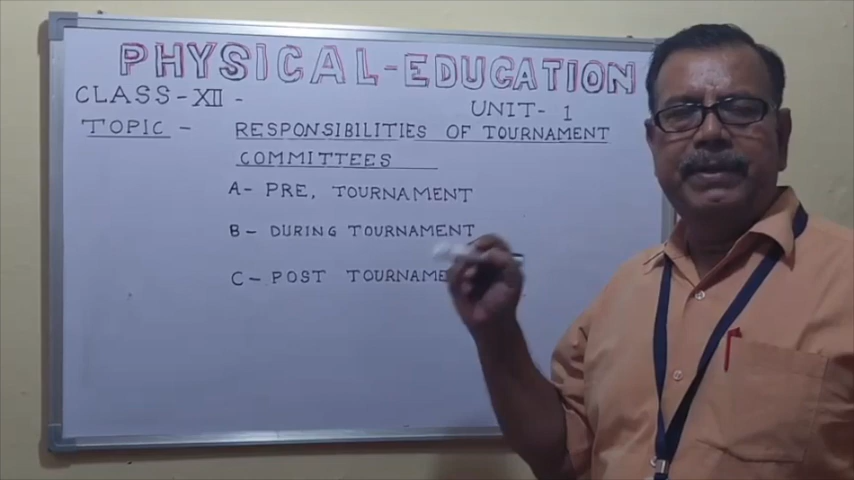 PHYSICAL-EDUCATION
CLASS-XII -
UNIT- 1
TOPIC - RESPONSIBILITIES OF TOURNAMENT
COMMITTEES
A- PRE, TOURNAMENT
B- DURING TOURNAMENT
C- POST TOURNAME